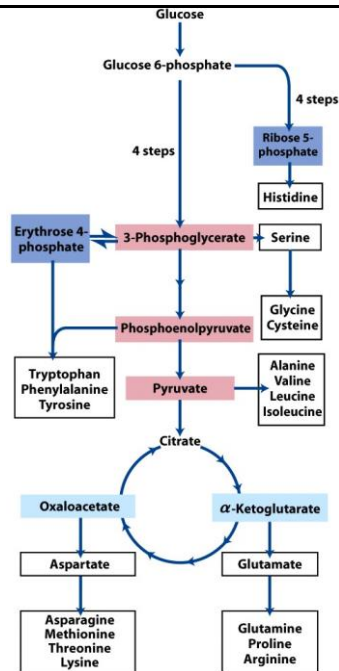 Glucose
Glucose 6-phosphate
4 steps
4 steps
Ribose 5-
phosphate
Histidine
Erythrose 4-
phosphate
3-Phosphoglycerate
Serine
Glycine
Cysteine
Phosphoenolpyruvate
Tryptophan
Phenylalanine
Tyrosine
Pyruvate
Alanine
Valine
Leucine
Isoleucine
Citrate
Oxaloacetate
α-Ketoglutarate
Aspartate
Glutamate
Asparagine
Methionine
Threonine
Lysine
Glutamine
Proline
Arginine